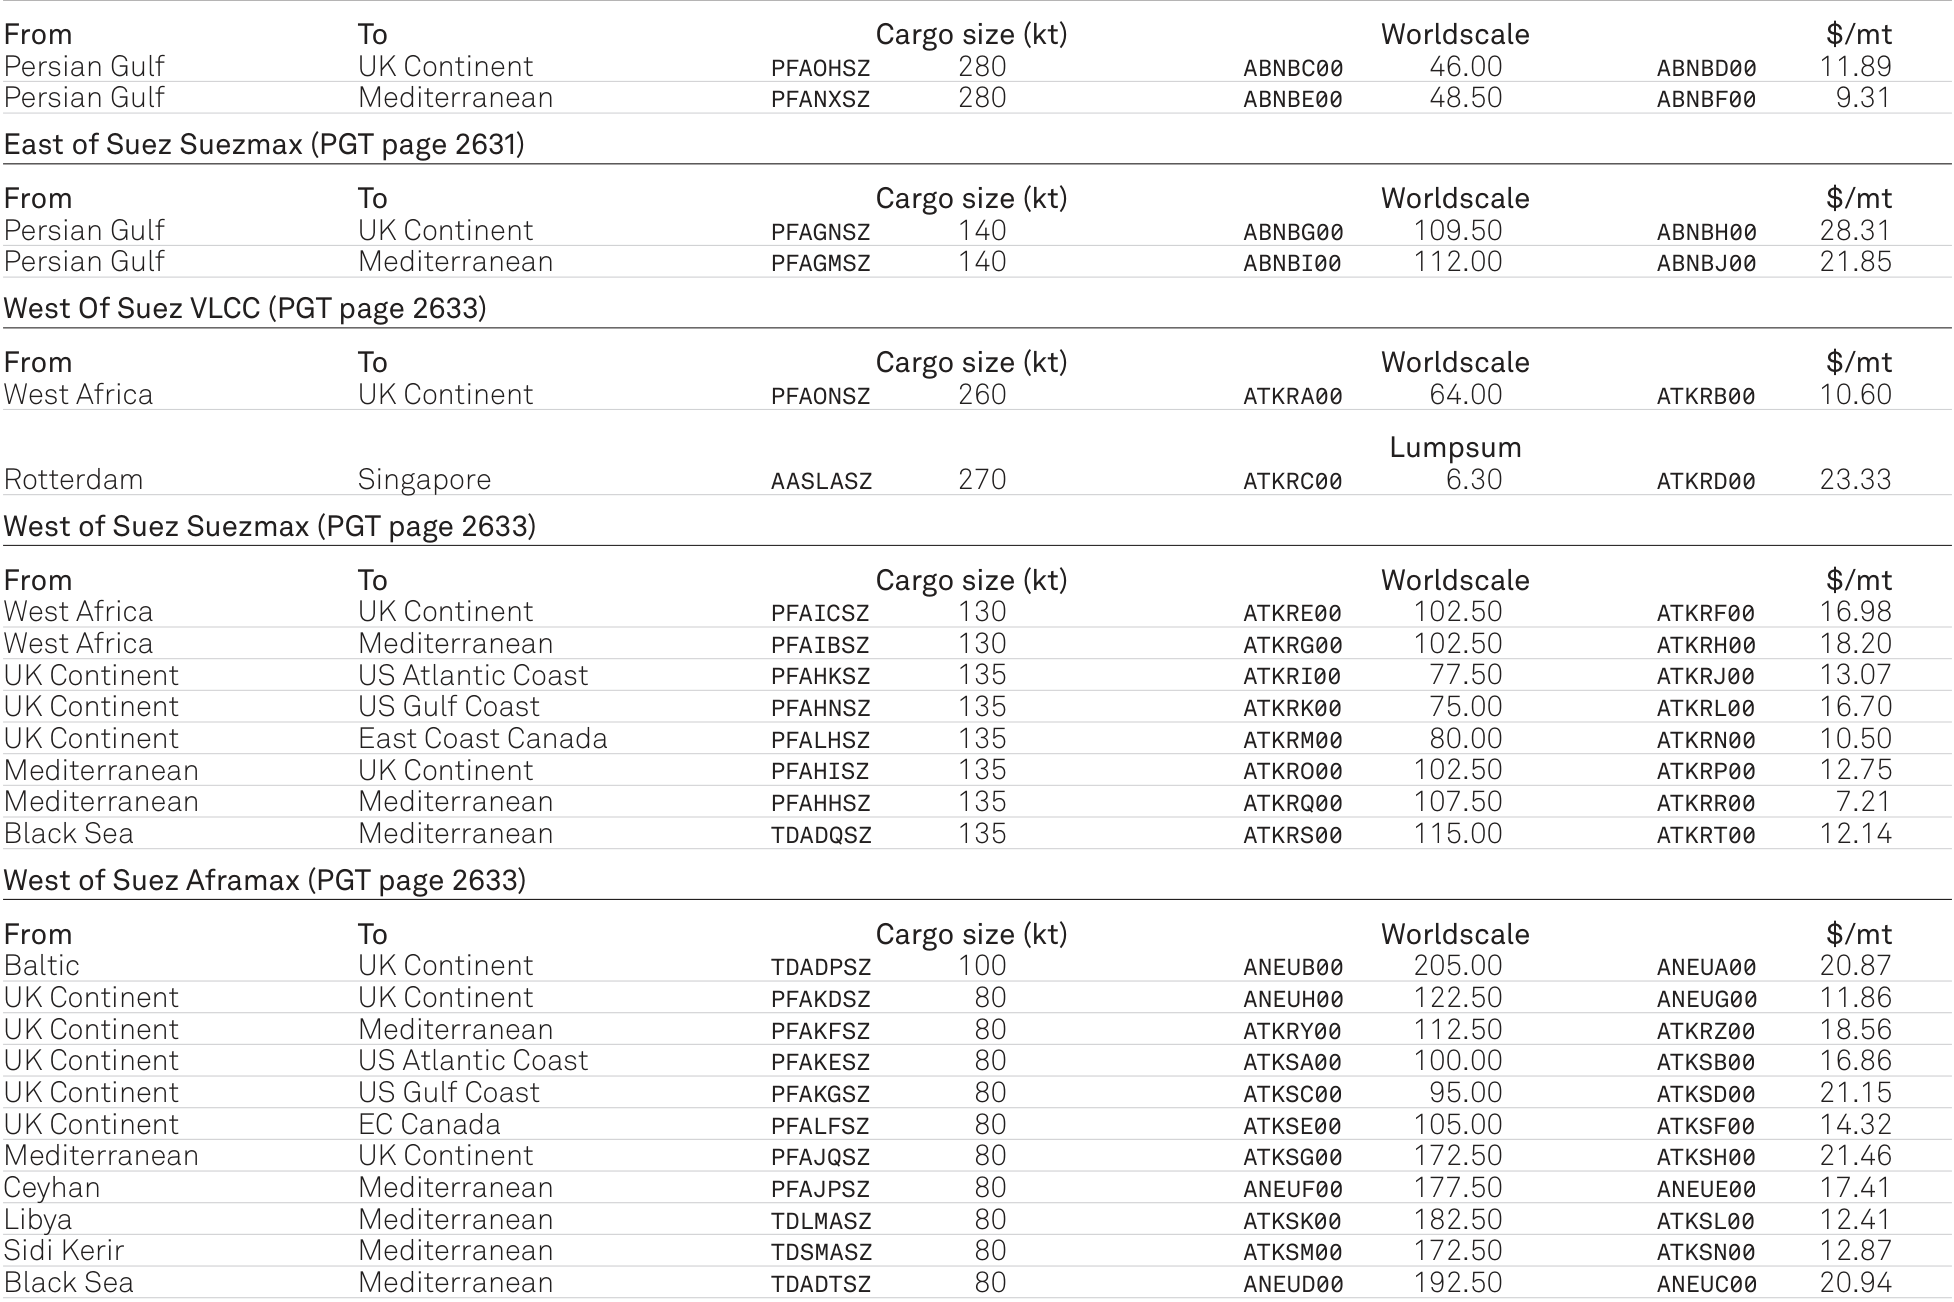 From To Cargo size (kt) Worldscale $/mt
Persian Gulf UK Continent PFAOHSZ 280 ABNBC00 46.00 ABNBD00 11.89
Persian Gulf Mediterranean PFANXSZ 280 ABNBE00 48.50 ABNBF00 9.31
East of Suez Suezmax (PGT page 2631)
From To Cargo size (kt) Worldscale $/mt
Persian Gulf UK Continent PFAGNSZ 140 ABNBG00 109.50 ABNBH00 28.31
Persian Gulf Mediterranean PFAGMSZ 140 ABNBI00 112.00 ABNBJ00 21.85
West Of Suez VLCC (PGT page 2633)
From To Cargo size (kt) Worldscale $/mt
West Africa UK Continent PFAONSZ 260 ATKRA00 64.00 ATKRB00 10.60
Lumpsum
Rotterdam Singapore AASLASZ 270 ATKRC00 6.30 ATKRD00 23.33
West of Suez Suezmax (PGT page 2633)
From To Cargo size (kt) Worldscale $/mt
West Africa UK Continent PFAICSZ 130 ATKRE00 102.50 ATKRF00 16.98
West Africa Mediterranean PFAIBSZ 130 ATKRG00 102.50 ATKRH00 18.20
UK Continent US Atlantic Coast PFAHKSZ 135 ATKRI00 77.50 ATKRJ00 13.07
UK Continent US Gulf Coast PFAHNSZ 135 ATKRK00 75.00 ATKRL00 16.70
UK Continent East Coast Canada PFALHSZ 135 ATKRM00 80.00 ATKRN00 10.50
Mediterranean UK Continent PFAHISZ 135 ATKRO00 102.50 ATKRP00 12.75
Mediterranean Mediterranean PFAHHSZ 135 ATKRQ00 107.50 ATKRR00 7.21
Black Sea Mediterranean TDADQSZ 135 ATKRS00 115.00 ATKRT00 12.14
West of Suez Aframax (PGT page 2633)
From To Cargo size (kt) Worldscale $/mt
Baltic UK Continent TDADPSZ 100 ANEUB00 205.00 ANEUA00 20.87
UK Continent UK Continent PFAKDSZ 80 ANEUH00 122.50 ANEUG00 11.86
UK Continent Mediterranean PFAKFSZ 80 ATKRY00 112.50 ATKRZ00 18.56
UK Continent US Atlantic Coast PFAKESZ 80 ATKSA00 100.00 ATKSB00 16.86
UK Continent US Gulf Coast PFAKGSZ 80 ATKSC00 95.00 ATKSD00 21.15
UK Continent EC Canada PFALFSZ 80 ATKSE00 105.00 ATKSF00 14.32
Mediterranean UK Continent PFAJQSZ 80 ATKSG00 172.50 ATKSH00 21.46
Ceyhan Mediterranean PFAJPSZ 80 ANEUF00 177.50 ANEUE00 17.41
Libya Mediterranean TDLMASZ 80 ATKSK00 182.50 ATKSL00 12.41
Sidi Kerir Mediterranean TDSMASZ 80 ATKSM00 172.50 ATKSN00 12.87
Black Sea Mediterranean TDADTSZ 80 ANEUD00 192.50 ANEUC00 20.94